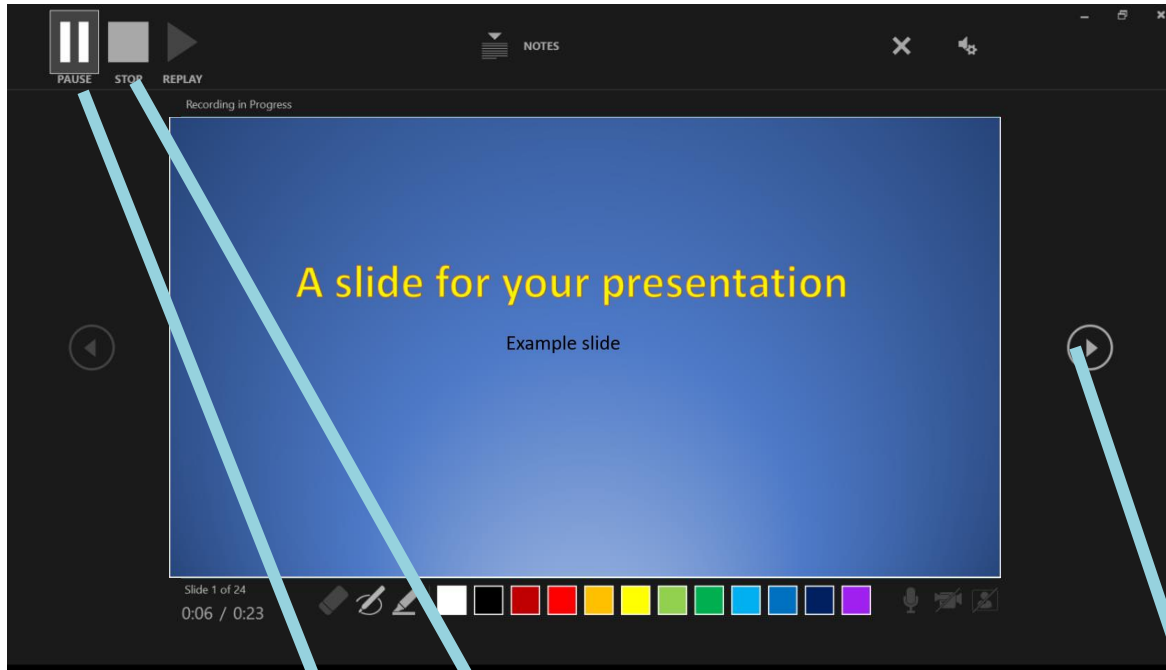 NOTES
PAUSE STOP REPLAY
Recording in Progress
A slide for your presentation
Example slide
Slide 1 of 24
0:06 / 0:23